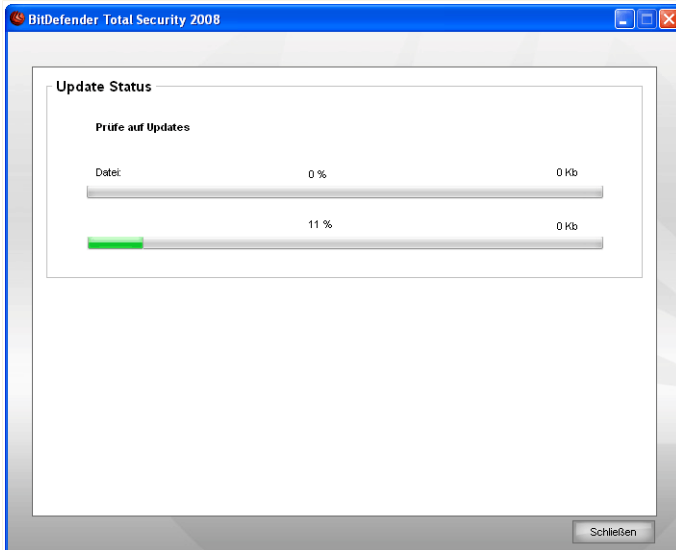 BitDefender Total Security 2008
Update Status
Prüfe auf Updates
Datei: 0 % 0 Kb
11 % 0 Kb
Schließen